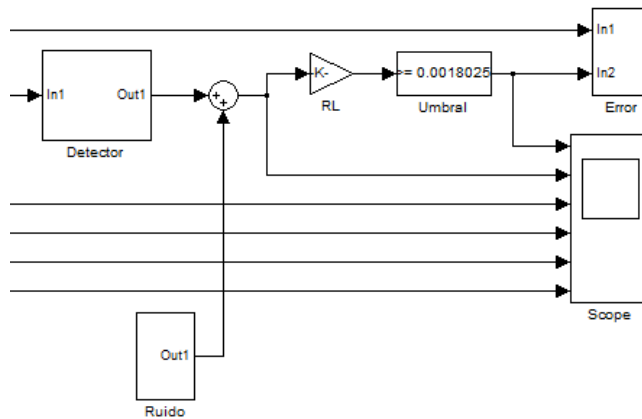 In1
In1 Out1
Detector
+
+
K-
RL
>= 0.0018025
Umbral
In2
Error
Scope
Out1
Ruido